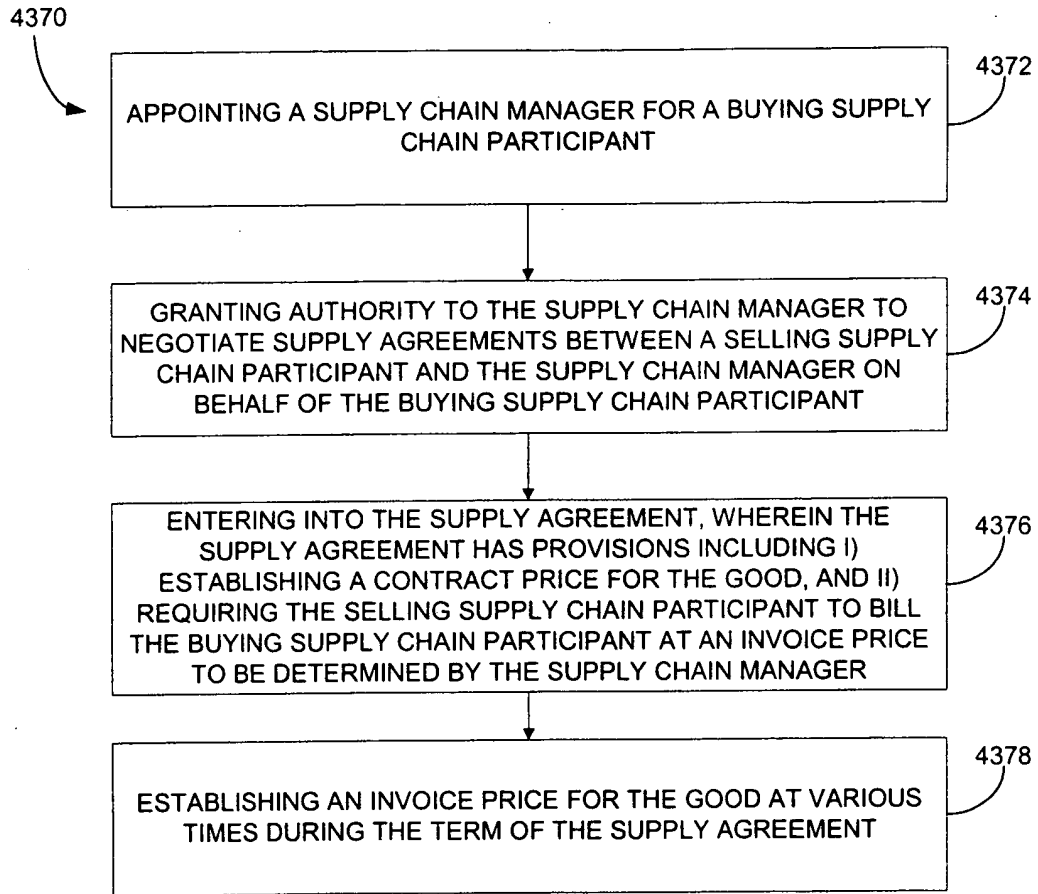 4370
4372
APPOINTING A SUPPLY CHAIN MANAGER FOR A BUYING SUPPLY
CHAIN PARTICIPANT
4374
GRANTING AUTHORITY TO THE SUPPLY CHAIN MANAGER TO
NEGOTIATE SUPPLY AGREEMENTS BETWEEN A SELLING SUPPLY
CHAIN PARTICIPANT AND THE SUPPLY CHAIN MANAGER ON
BEHALF OF THE BUYING SUPPLY CHAIN PARTICIPANT
4376
ENTERING INTO THE SUPPLY AGREEMENT, WHEREIN THE
SUPPLY AGREEMENT HAS PROVISIONS INCLUDING I)
ESTABLISHING A CONTRACT PRICE FOR THE GOOD, AND II)
REQUIRING THE SELLING SUPPLY CHAIN PARTICIPANT TO BILL
THE BUYING SUPPLY CHAIN PARTICIPANT AT AN INVOICE PRICE
TO BE DETERMINED BY THE SUPPLY CHAIN MANAGER
4378
ESTABLISHING AN INVOICE PRICE FOR THE GOOD AT VARIOUS
TIMES DURING THE TERM OF THE SUPPLY AGREEMENT